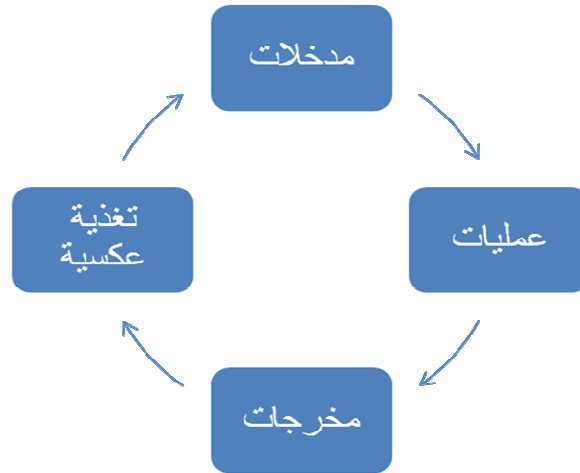 مدخلات
عمليات
مخرجات
تغذية
عكسية